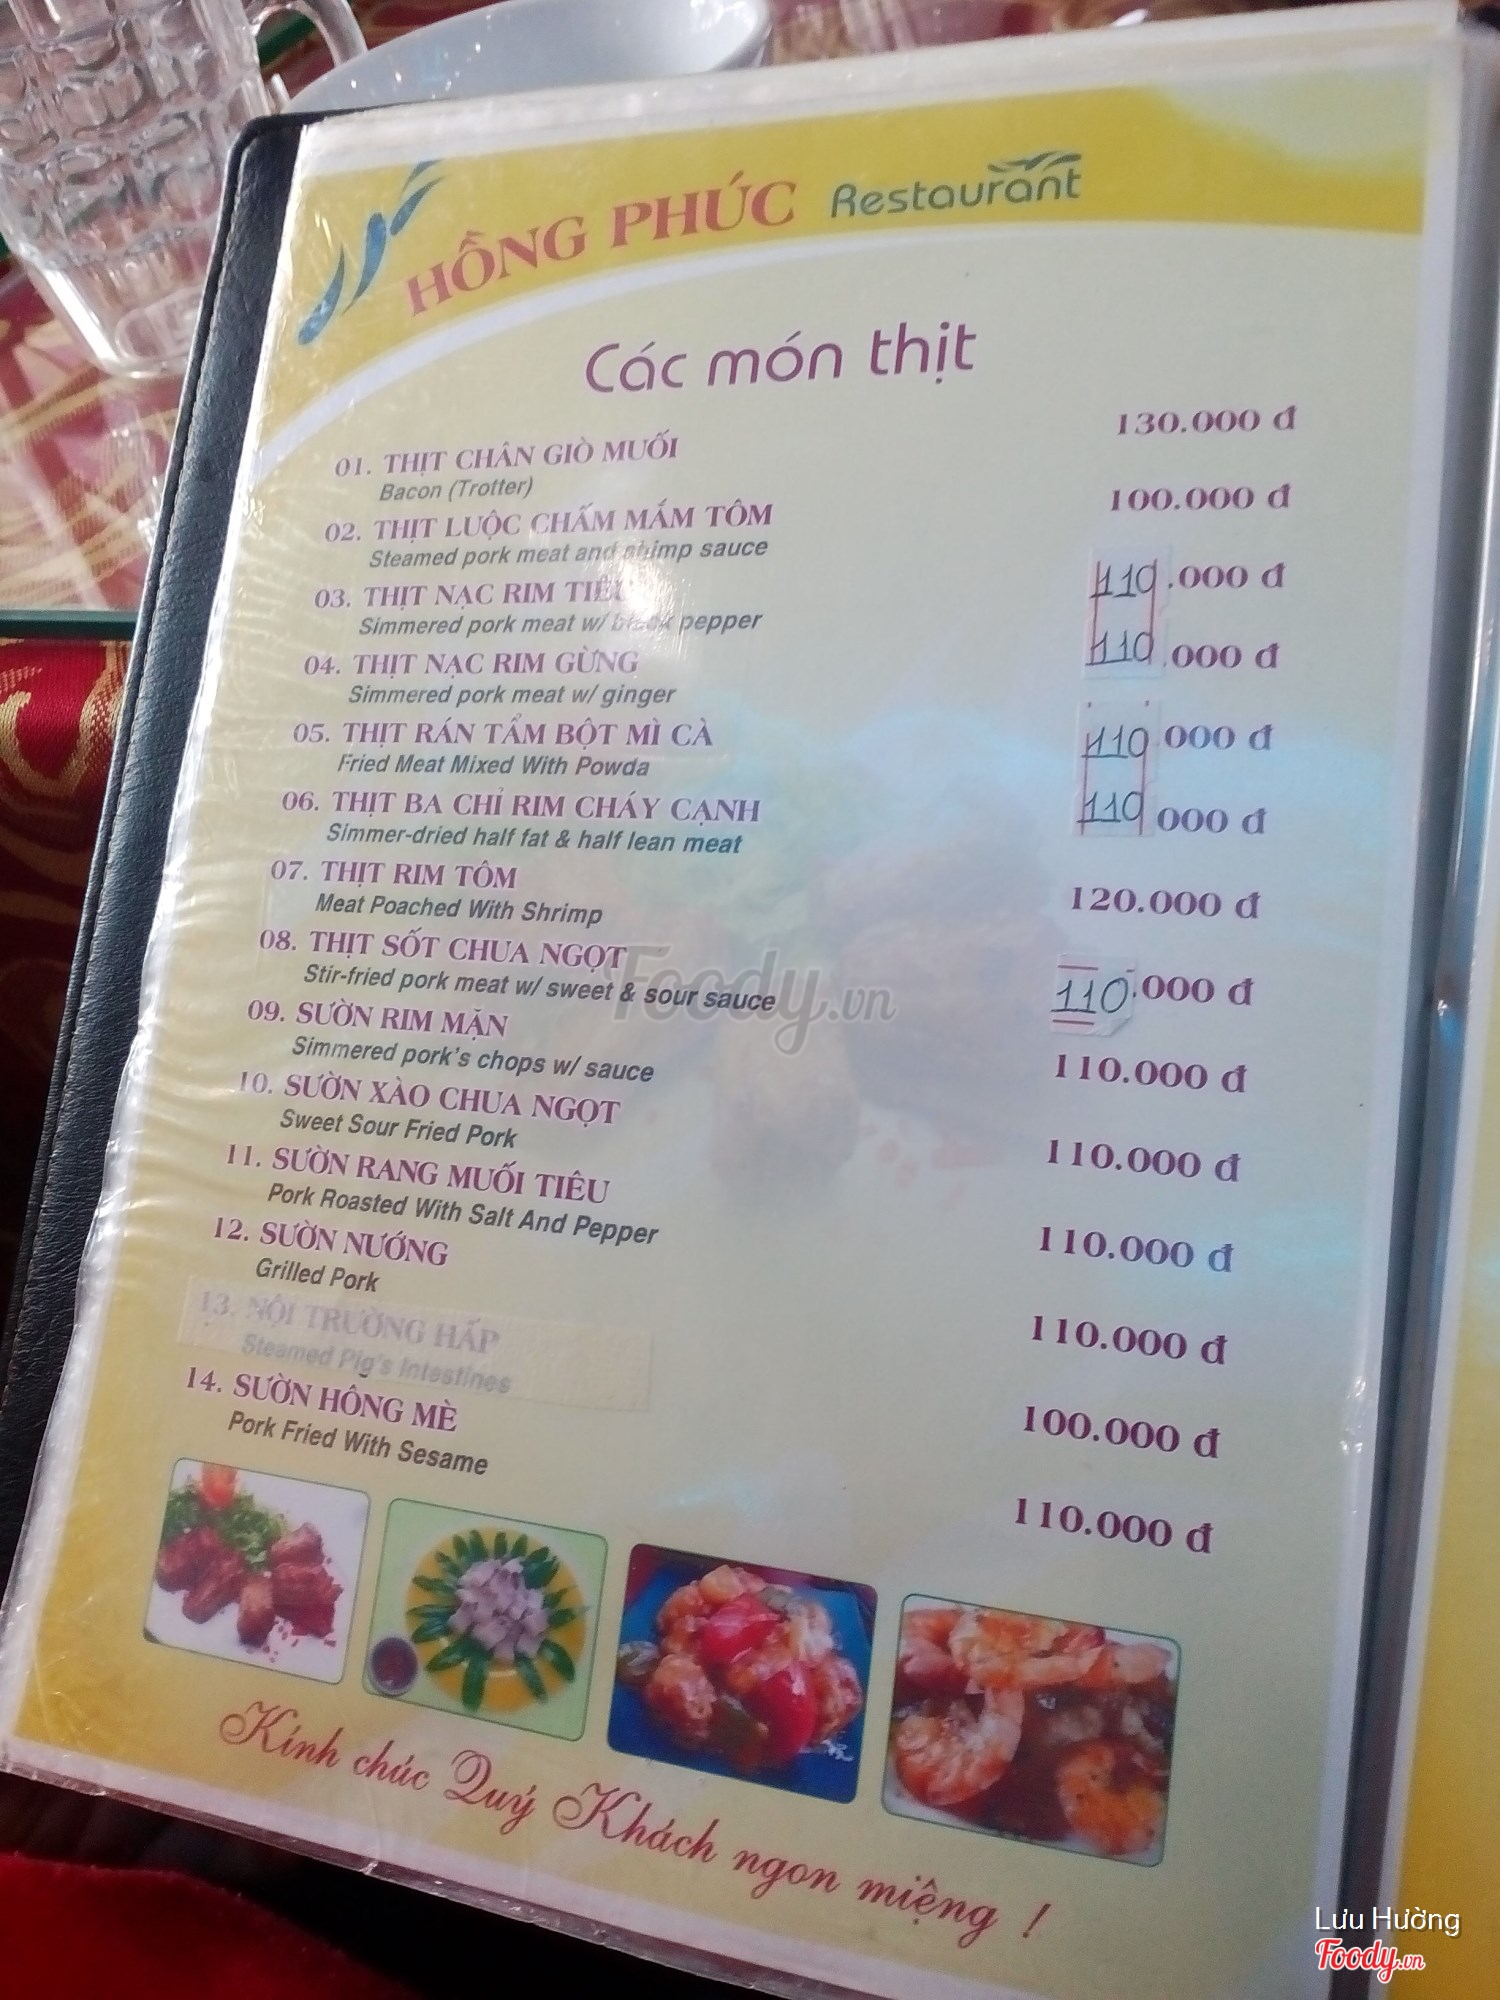 HỒNG PHÚC Restaurant
Các món thịt
01. THỊT CHÂN GIÒ MUỐI 130.000 đ
Bacon (Trotter)
02. THỊT LUỘC CHẤM MẮM TÔM 100.000 đ
Steamed pork meat and shimp sauce
03. THỊT NẠC RIM TIÊU 110.000 đ
Simmered pork meat w/ black pepper
04. THỊT NẠC RIM GỪNG 110.000 đ
Simmered pork meat w/ ginger
05. THỊT RÁN TẨM BỘT MÌ CÀ 110.000 đ
Fried Meat Mixed With Powda
06. THỊT BA CHỈ RIM CHÁY CẠNH 110 000 đ
Simmer-dried half fat & half lean meat
07. THỊT RIM TÔM 120.000 đ
Meat Poached With Shrimp
08. THỊT SỐT CHUA NGỌT 110.000 đ
Stir-fried pork meat w/ sweet & sour sauce
09. SƯỜN RIM MẶN 110.000 đ
Simmered pork's chops w/ sauce
10. SƯỜN XÀO CHUA NGỌT 110.000 đ
Sweet Sour Fried Pork
11. SƯỜN RANG MUỐI TIÊU 110.000 đ
Pork Roasted With Salt And Pepper
12. SƯỜN NƯỚNG 110.000 đ
Grilled Pork
13. NỘI TRƯỜNG HẤP 100.000 đ
Steamed Pig's Intestines
14. SƯỜN HÔNG MÈ 110.000 đ
Pork Fried With Sesame
Kính chúc Quý Khách ngon miệng !
Foody.vn
Lưu Hường
Foody.vn